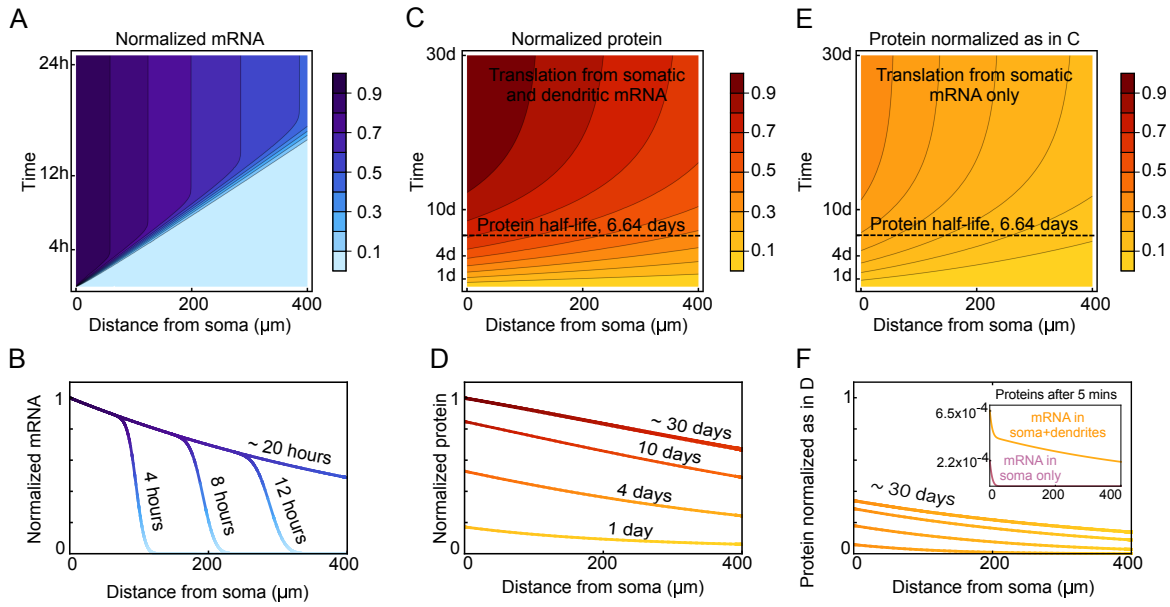 A
Normalized mRNA
24h
12h
4h
Time
0
200
400
Distance from soma (µm)
0.9
0.7
0.5
0.3
0.1
C
Normalized protein
Translation from somatic
and dendritic mRNA
30d
10d
4d
1d
Time
Protein half-life, 6.64 days
0
200
400
Distance from soma (µm)
0.9
0.7
0.5
0.3
0.1
E
Protein normalized as in C
Translation from somatic
mRNA only
30d
10d
4d
1d
Time
Protein half-life, 6.64 days
0
200
400
Distance from soma (µm)
0.9
0.7
0.5
0.3
0.1
B
Normalized mRNA
1
0
~ 20 hours
4 hours
8 hours
12 hours
0
200
400
Distance from soma (µm)
D
Normalized protein
1
0
~ 30 days
10 days
4 days
1 day
0
200
400
Distance from soma (µm)
F
Protein normalized as in D
1
0
~ 30 days
Proteins after 5 mins
6.5x10⁻⁴
2.2x10⁻⁴
mRNA in
soma+dendrites
mRNA in
soma only
0
200
400
0
200
400
Distance from soma (µm)